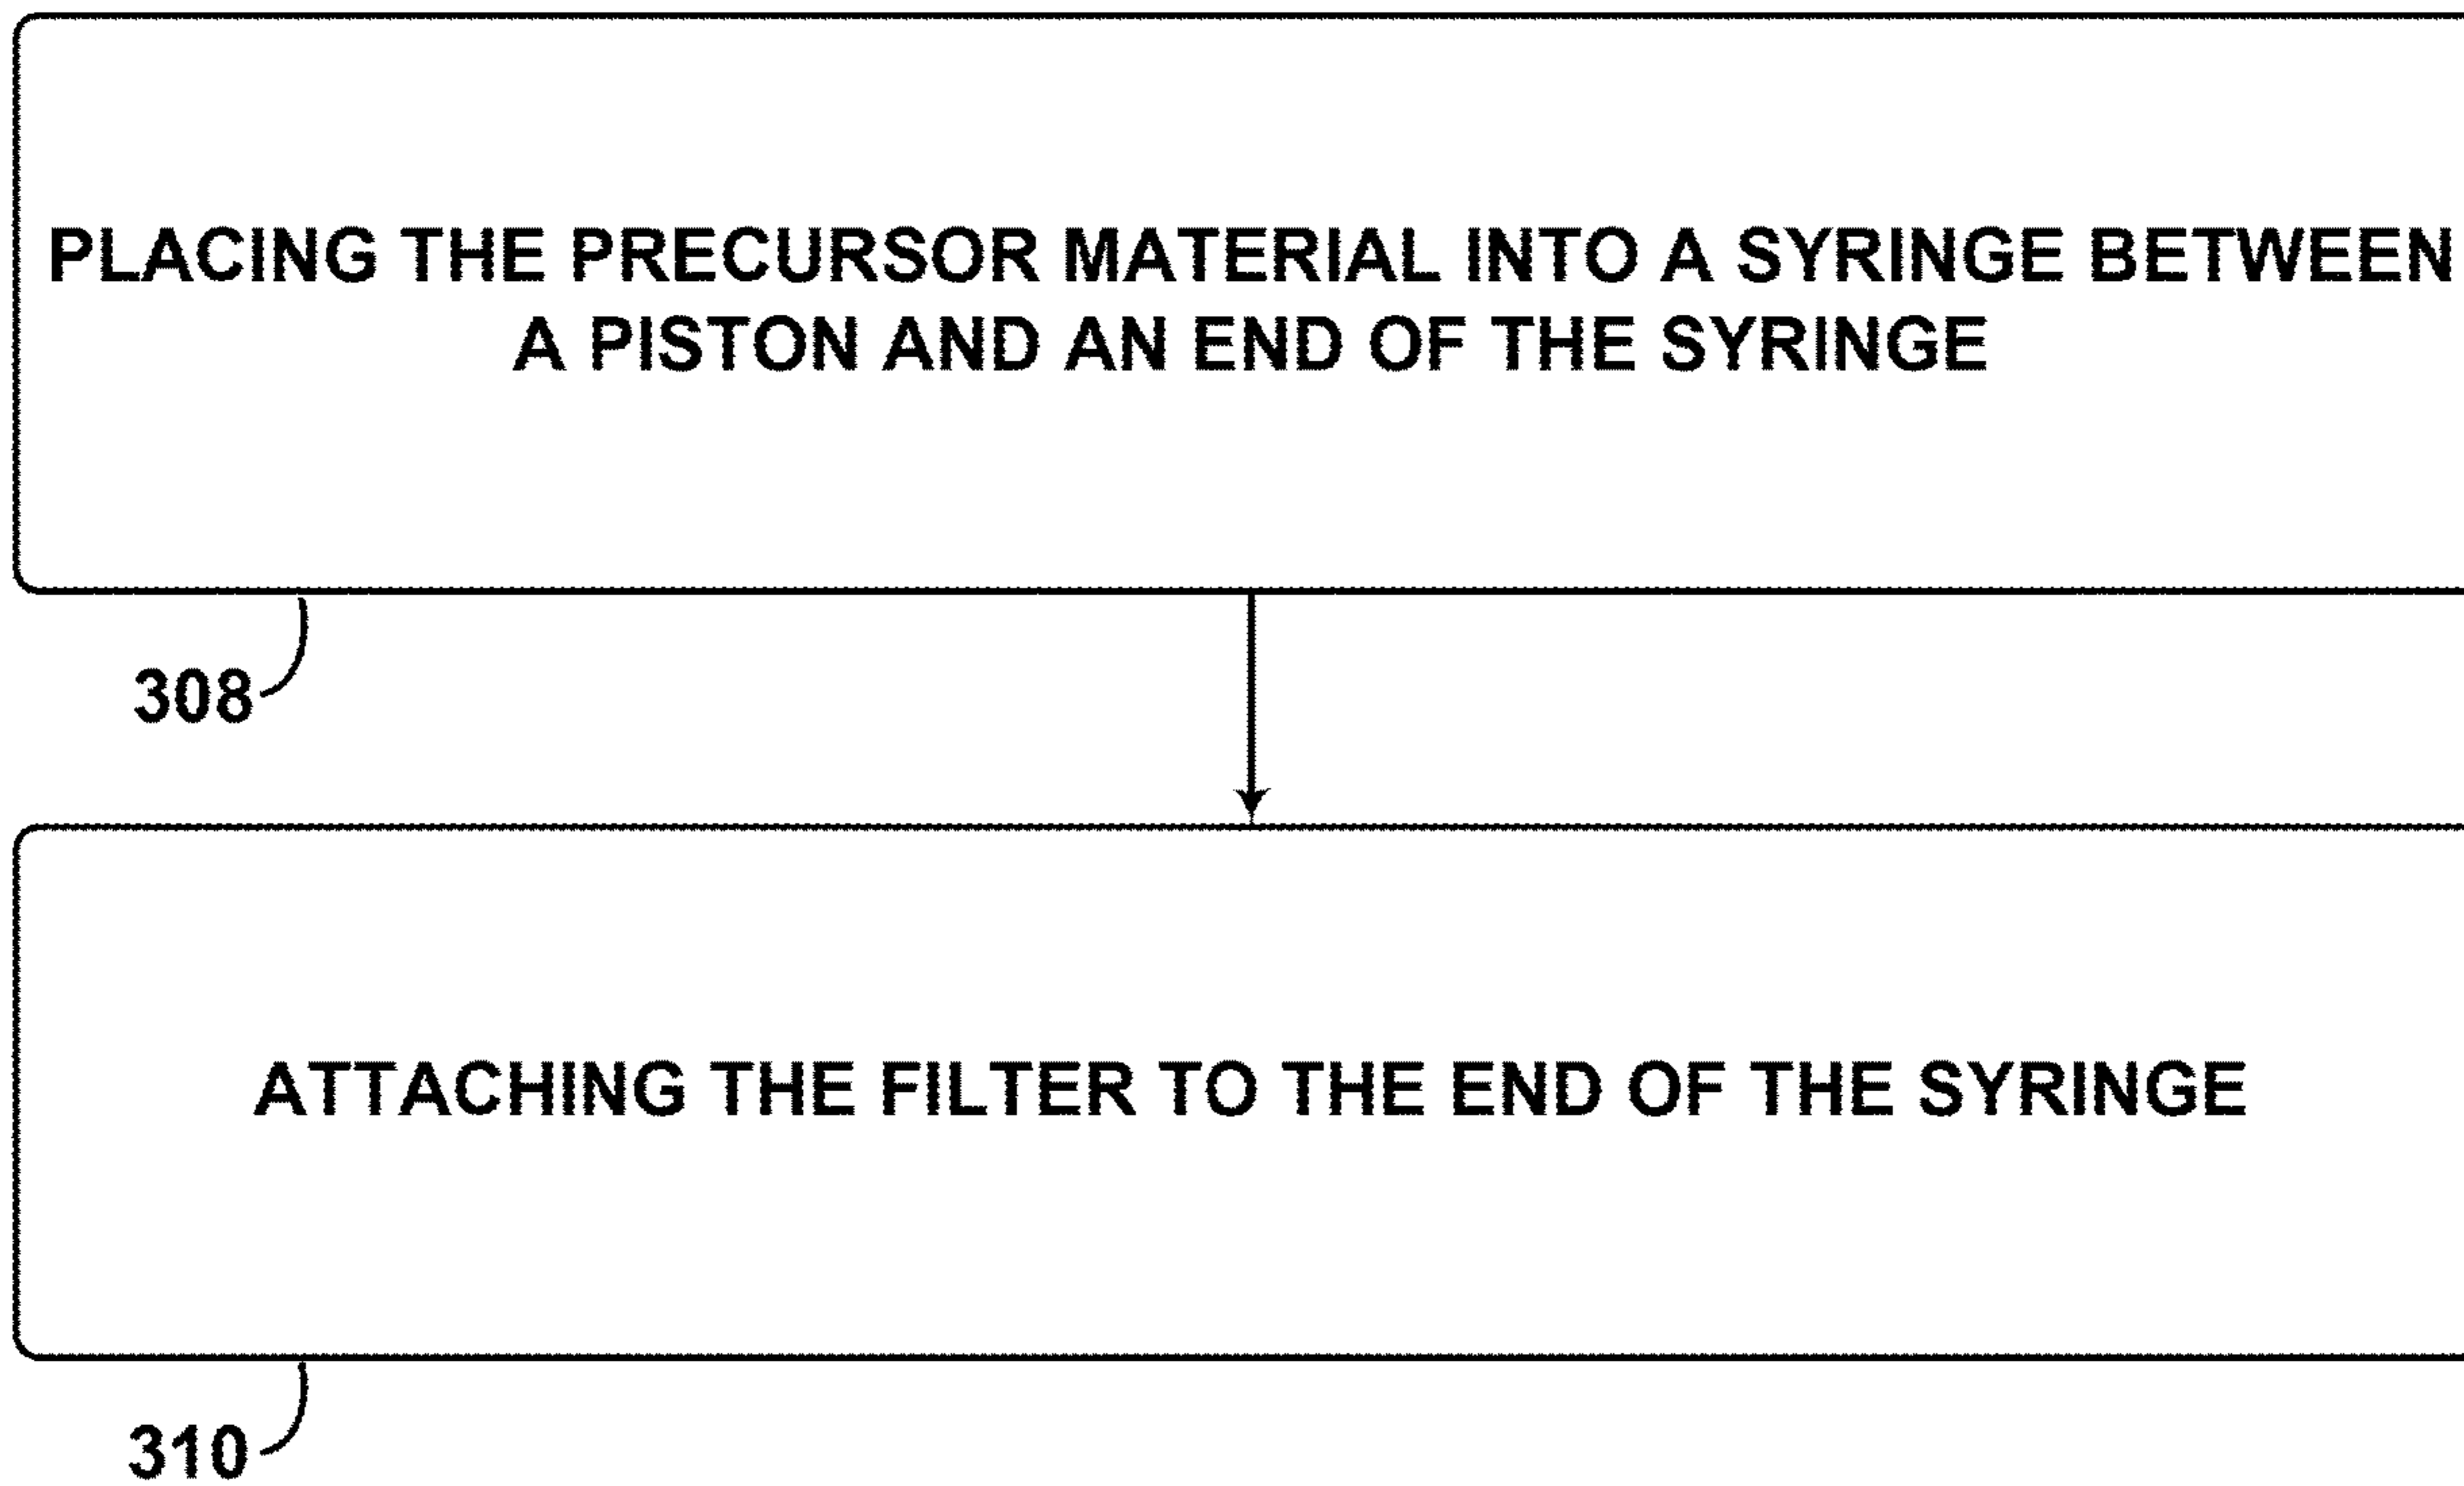 PLACING THE PRECURSOR MATERIAL INTO A SYRINGE BETWEEN
A PISTON AND AN END OF THE SYRINGE
308
ATTACHING THE FILTER TO THE END OF THE SYRINGE
310